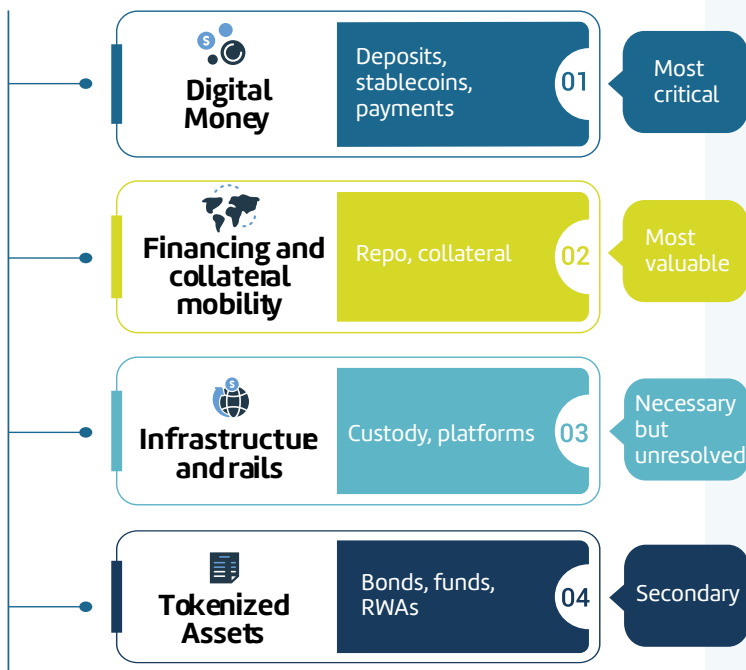 S
Digital
Money
Deposits,
stablecoins,
payments
01
Most
critical
Financing and
collateral
mobility
Repo, collateral
02
Most
valuable
S
Infrastructure
and rails
Custody, platforms
03
Necessary
but
unresolved
Tokenized
Assets
Bonds, funds,
RWAs
04
Secondary